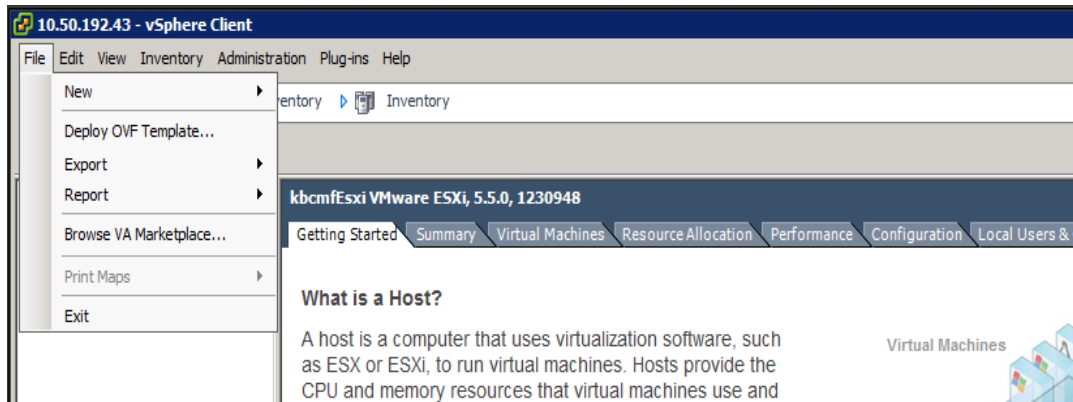 10.50.192.43 - vSphere Client
File Edit View Inventory Administration Plug-ins Help
New
entory Inventory
Deploy OVF Template...
Export
Report
Browse VA Marketplace...
Print Maps
Exit
kbcmfEsxi VMware ESXi, 5.5.0, 1230948
Getting Started Summary Virtual Machines Resource Allocation Performance Configuration Local Users &
What is a Host?
A host is a computer that uses virtualization software, such
as ESX or ESXi, to run virtual machines. Hosts provide the
CPU and memory resources that virtual machines use and
Virtual Machines